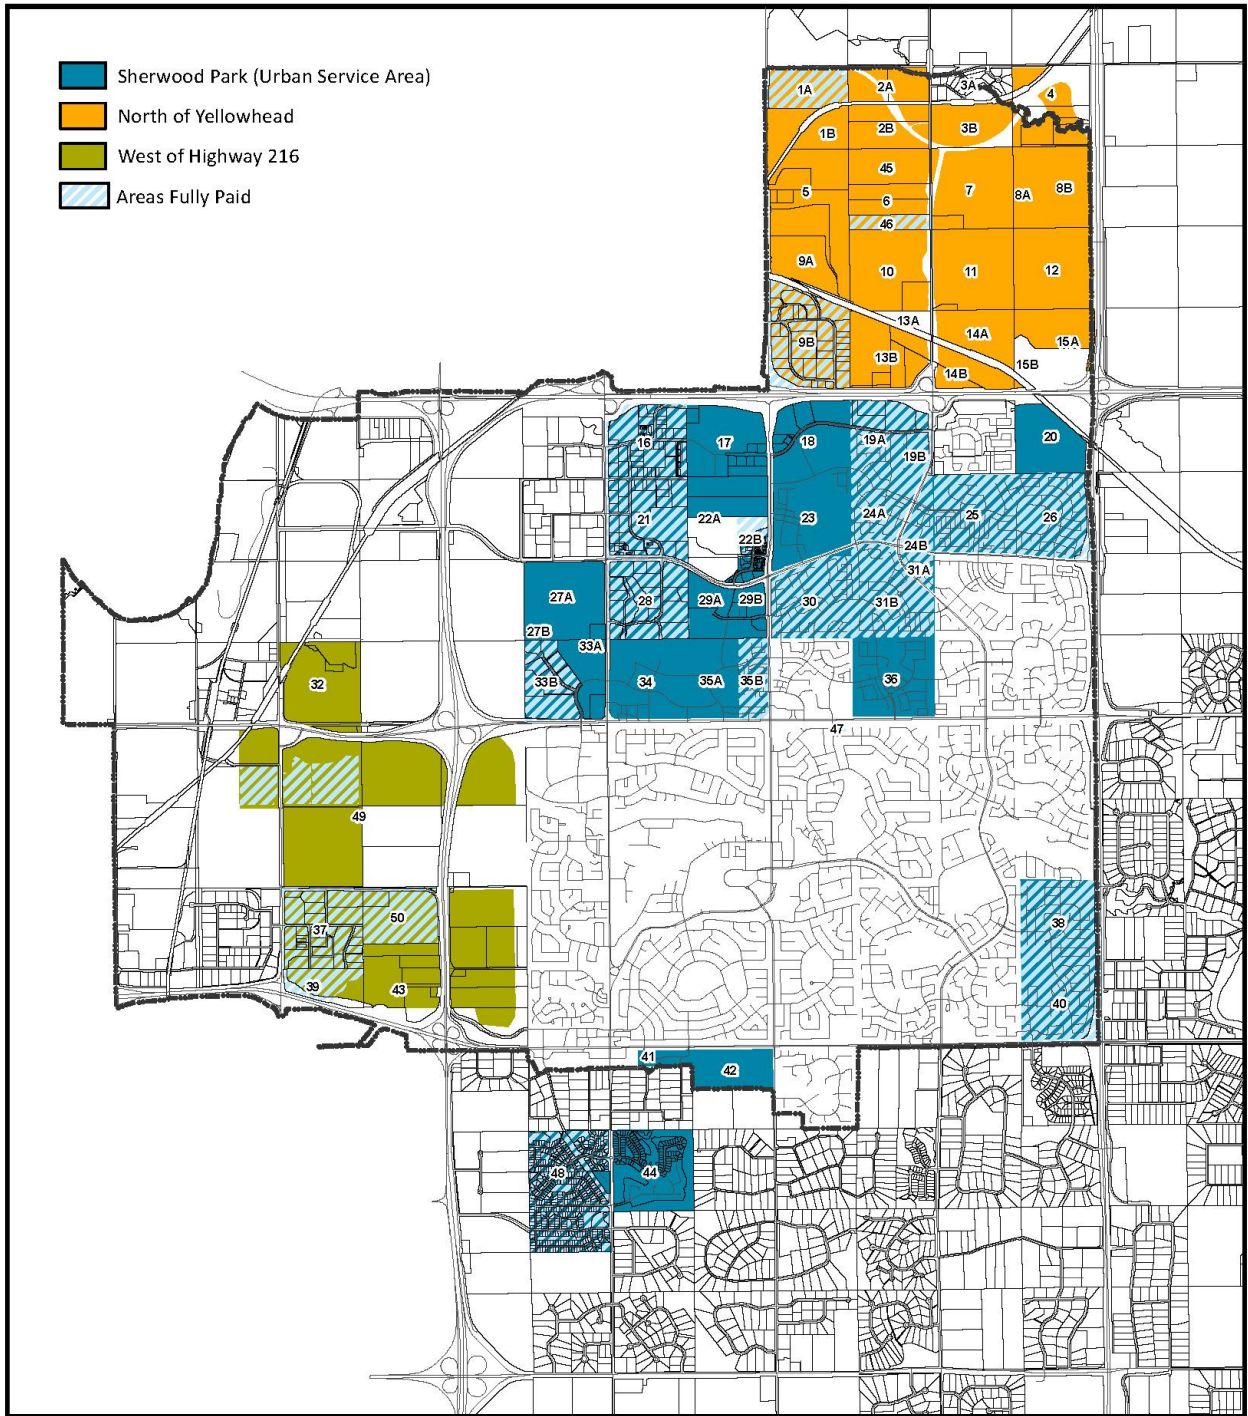 Sherwood Park (Urban Service Area)
North of Yellowhead
West of Highway 216
Areas Fully Paid
1A
2A
3A
4
1B
2B
3B
45
5
6
7
8A
8B
46
9A
10
11
12
13A
9B
13B
14A
14B
15B
15A
16
17
18
19A
19B
20
21
22A
22B
23
24A
24B
25
26
27A
27B
28
29A
29B
30
31A
31B
32
33A
33B
34
35A
35B
36
47
49
37
50
38
39
43
40
41
42
48
44